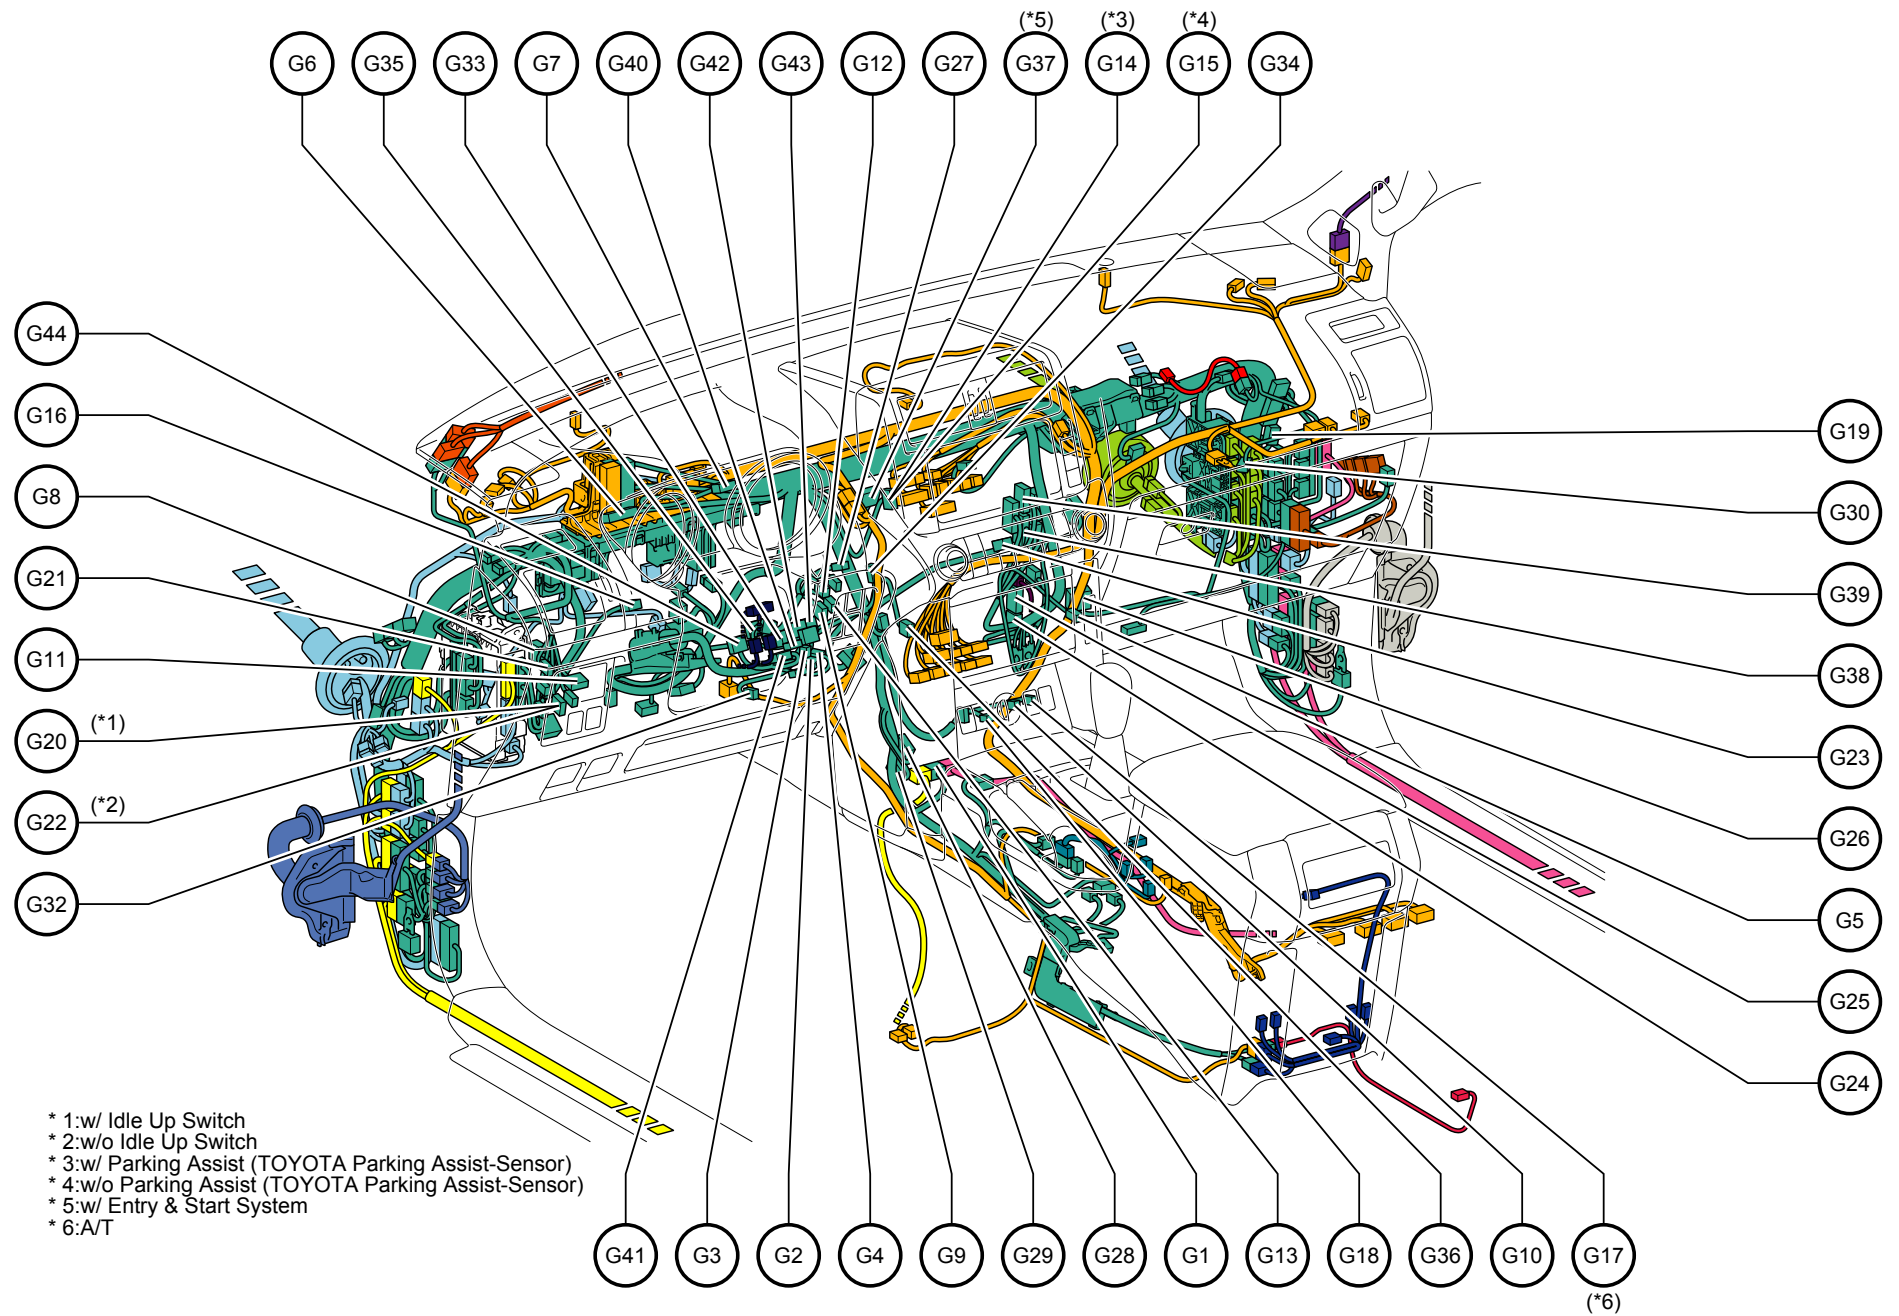 (*5) (*3) (*4)
G6 G35 G33 G7 G40 G42 G43 G12 G27 G37 G14 G15 G34
G44
G16
G8
G21
G11
G20 (*1)
G22 (*2)
G32
G19
G30
G39
G38
G23
G26
G5
G25
G24
* 1:w/ Idle Up Switch
* 2:w/o Idle Up Switch
* 3:w/ Parking Assist (TOYOTA Parking Assist-Sensor)
* 4:w/o Parking Assist (TOYOTA Parking Assist-Sensor)
* 5:w/ Entry & Start System
* 6:A/T
G41 G3 G2 G4 G9 G29 G28 G1 G13 G18 G36 G10 G17
(*6)